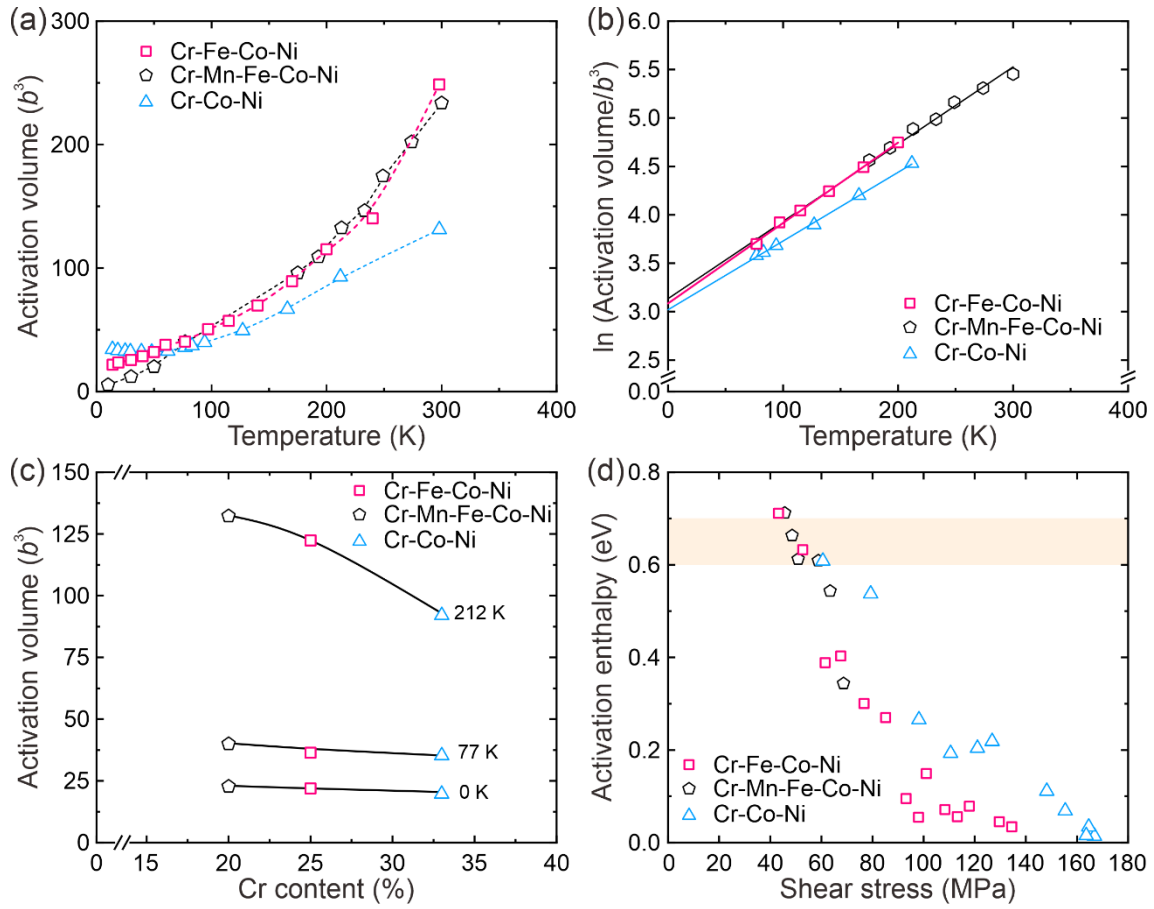 (a)
300
200
100
0
Activation volume (b³)
Cr-Fe-Co-Ni
Cr-Mn-Fe-Co-Ni
Cr-Co-Ni
0 100 200 300 400
Temperature (K)
(b)
5.5
5.0
4.5
4.0
3.5
3.0
2.5
0.0
ln (Activation volume/b³)
Cr-Fe-Co-Ni
Cr-Mn-Fe-Co-Ni
Cr-Co-Ni
0 100 200 300 400
Temperature (K)
(c)
150
125
100
75
50
25
0
Activation volume (b³)
Cr-Fe-Co-Ni
Cr-Mn-Fe-Co-Ni
Cr-Co-Ni
212 K
77 K
0 K
0 15 20 25 30 35 40
Cr content (%)
(d)
0.8
0.6
0.4
0.2
0.0
Activation enthalpy (eV)
Cr-Fe-Co-Ni
Cr-Mn-Fe-Co-Ni
Cr-Co-Ni
0 20 40 60 80 100 120 140 160 180
Shear stress (MPa)